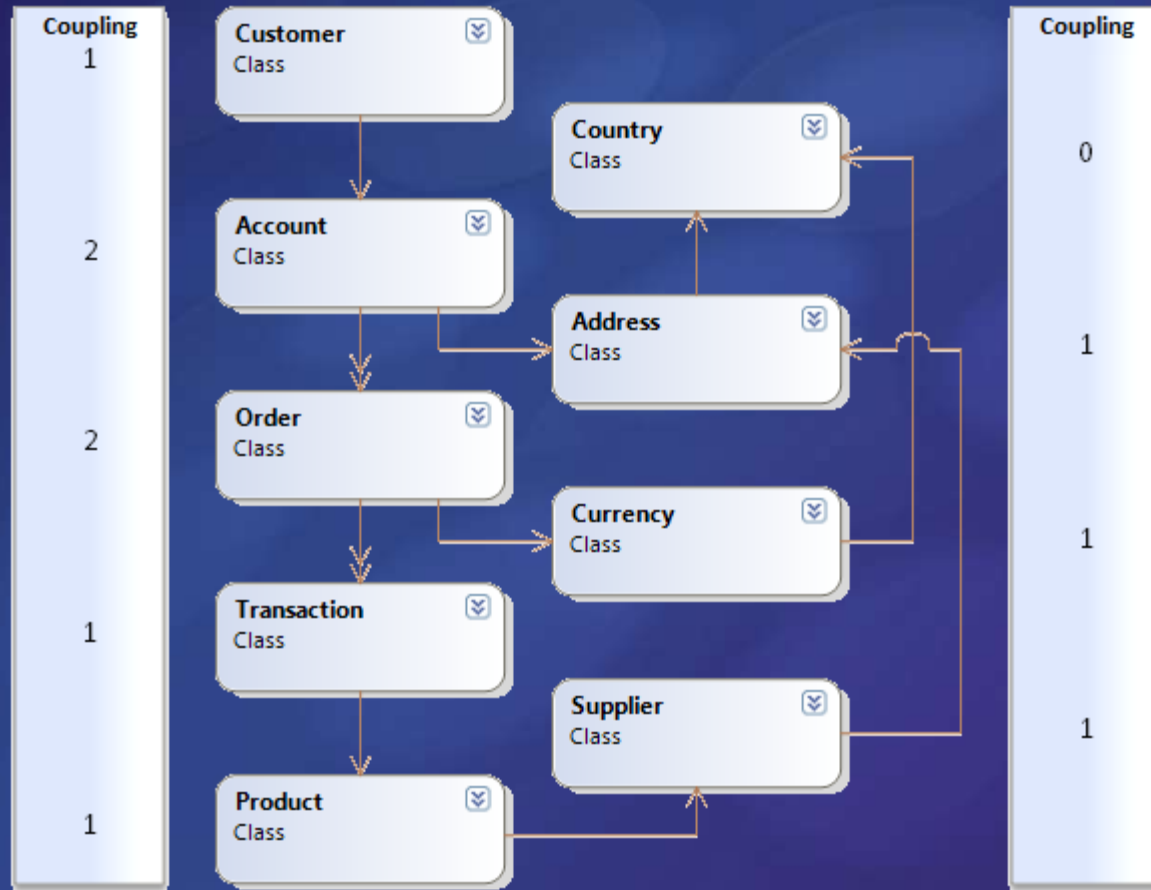 Coupling
1
2
2
1
1
Customer
Class
Account
Class
Order
Class
Transaction
Class
Product
Class
Country
Class
Address
Class
Currency
Class
Supplier
Class
Coupling
0
1
1
1